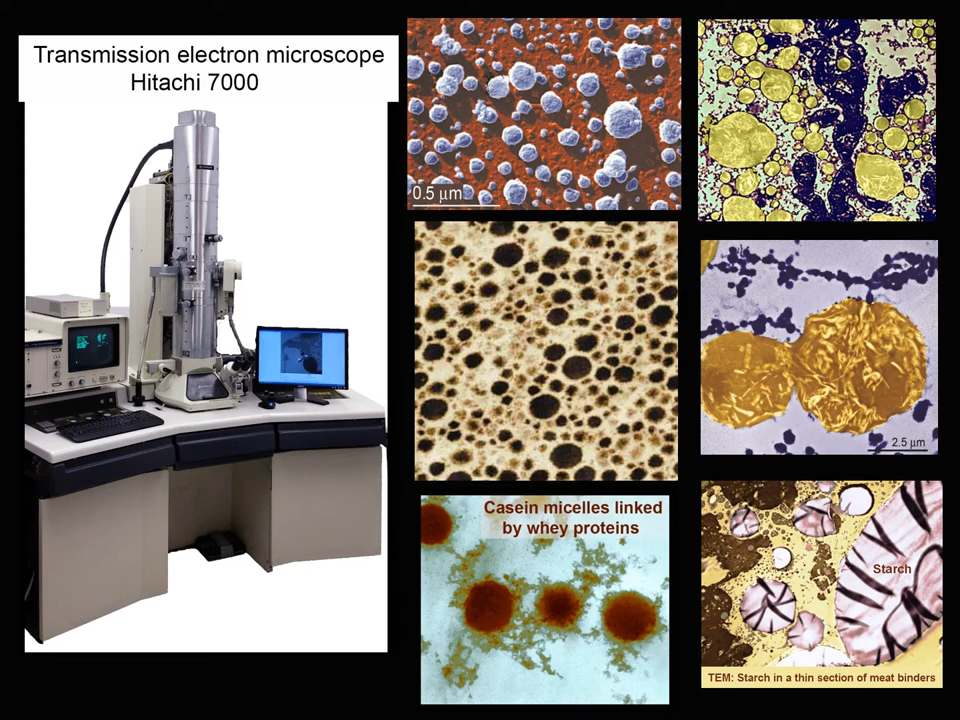 Transmission electron microscope
Hitachi 7000
0.5 μm
2.5 μm
Casein micelles linked
by whey proteins
Starch
TEM: Starch in a thin section of meat binders